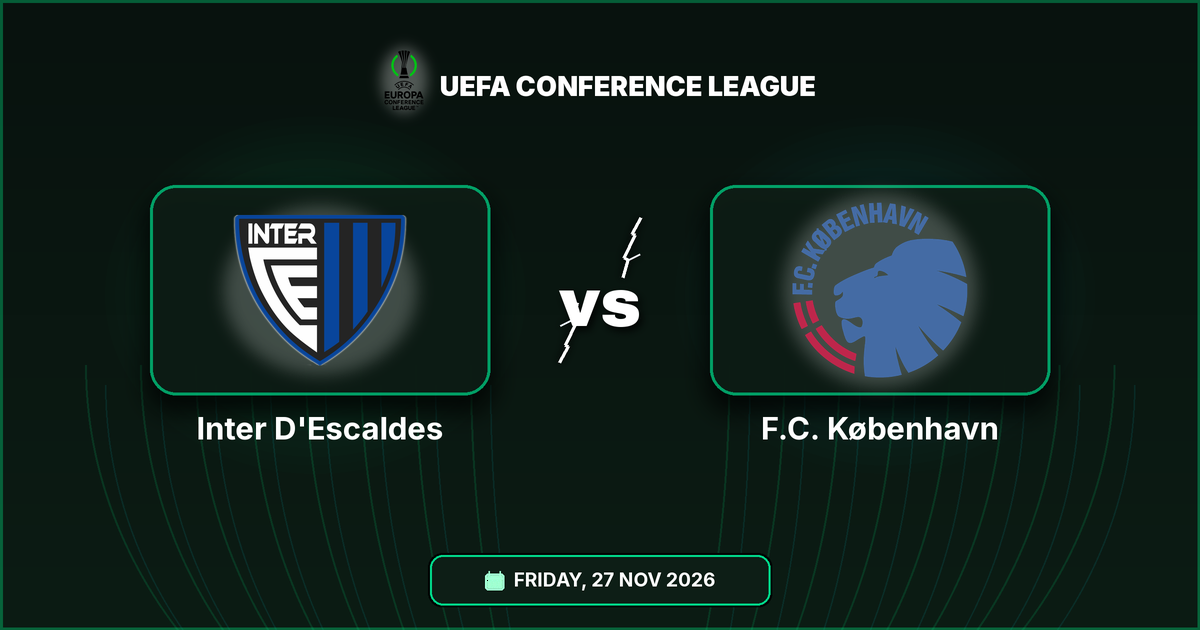 UEFA
EUROPA
CONFERENCE
LEAGUE
UEFA CONFERENCE LEAGUE
INTER
F.C. KØBENHAVN
VS
Inter D'Escaldes
F.C. København
FRIDAY, 27 NOV 2026